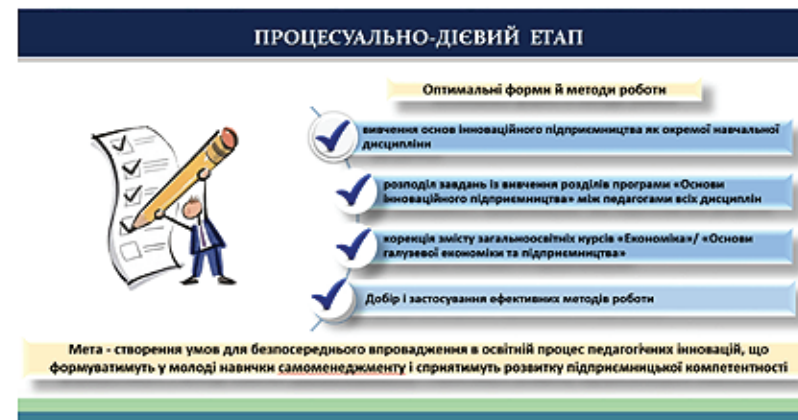 ПРОЦЕСУАЛЬНО-ДІЄВИЙ ЕТАП
Оптимальні форми й методи роботи
вивчення основ інноваційного підприємництва як окремої навчальної
дисципліни
розподіл завдань із вивчення розділів програми «Основи
інноваційного підприємництва» між педагогами всіх дисциплін
корекція змісту загальноосвітніх курсів «Економіка»/ «Основи
галузевої економіки та підприємництва»
Добір і застосування ефективних методів роботи
Мета - створення умов для безпосереднього впровадження в освітній процес педагогічних інновацій, що
формуватимуть у молоді навички самоменеджменту і сприятимуть розвитку підприємницької компетентності